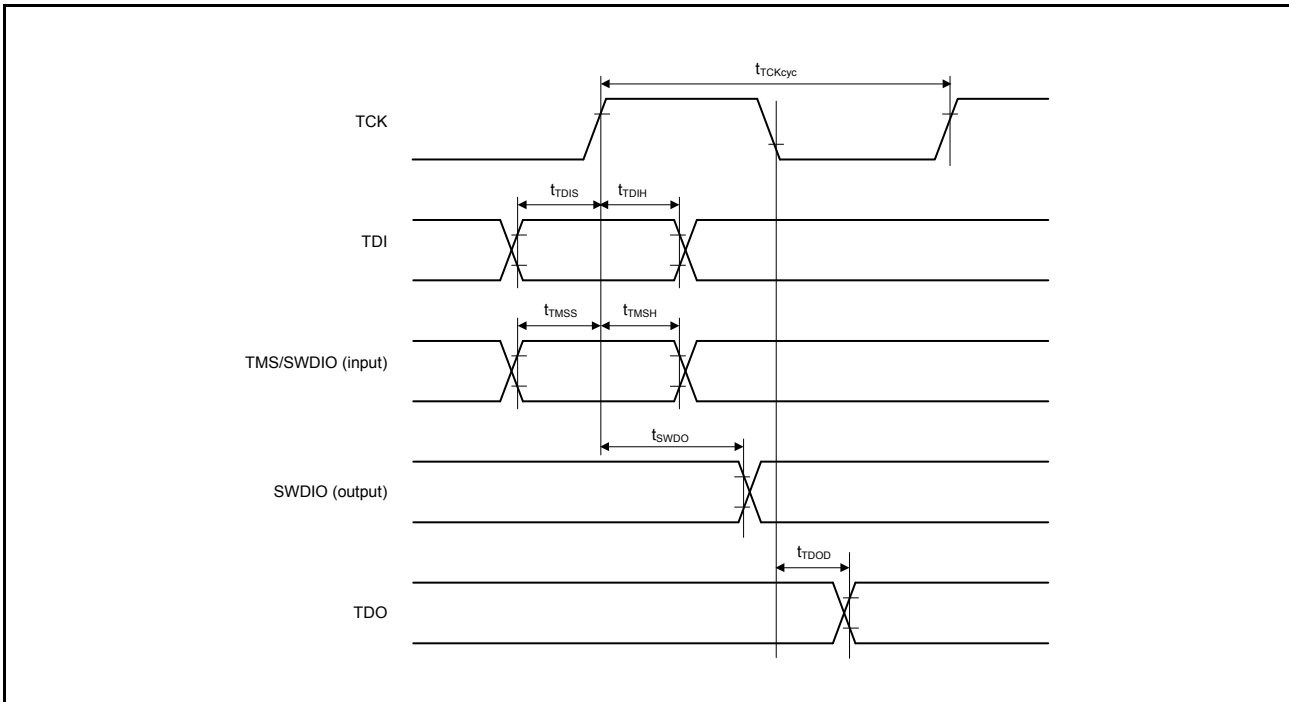 tTCKcyc
TCK
tTDIS
tTDIH
TDI
tTMSS
tTMSH
TMS/SWDIO (input)
tSWDO
SWDIO (output)
tTDOD
TDO